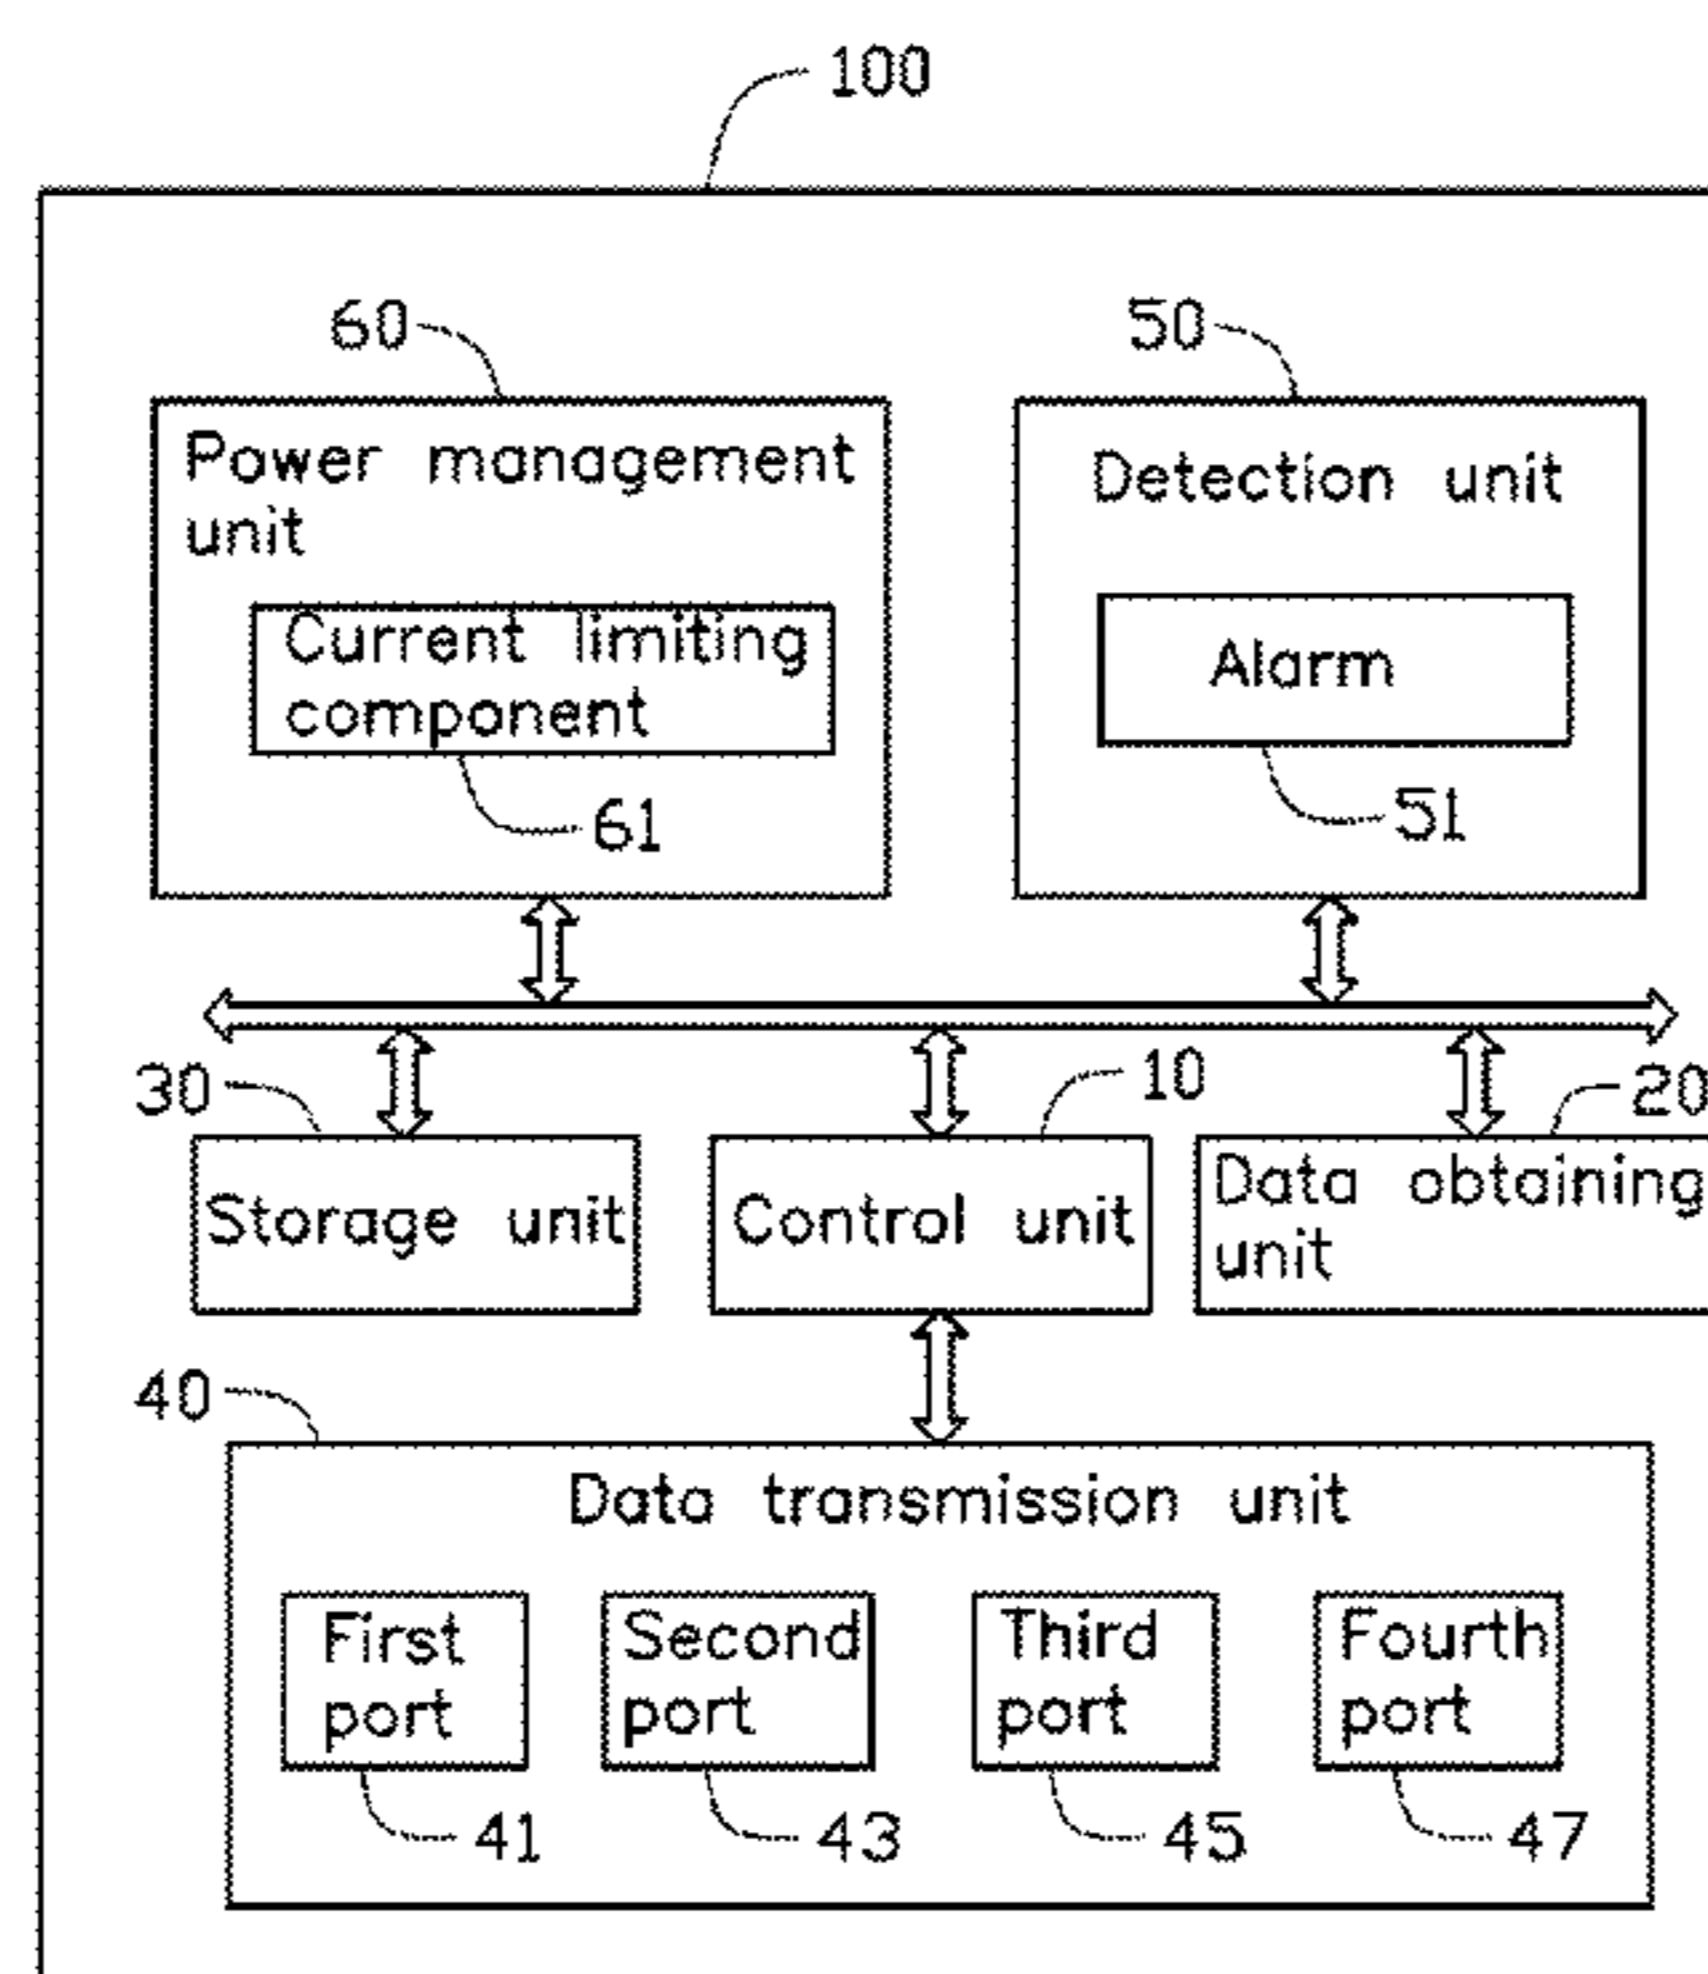 100
60
50
Power management
unit
Detection unit
Current limiting
component
Alarm
61
51
30
10
20
Storage unit
Control unit
Data obtaining
unit
40
Data transmission unit
First
port
Second
port
Third
port
Fourth
port
41
43
45
47